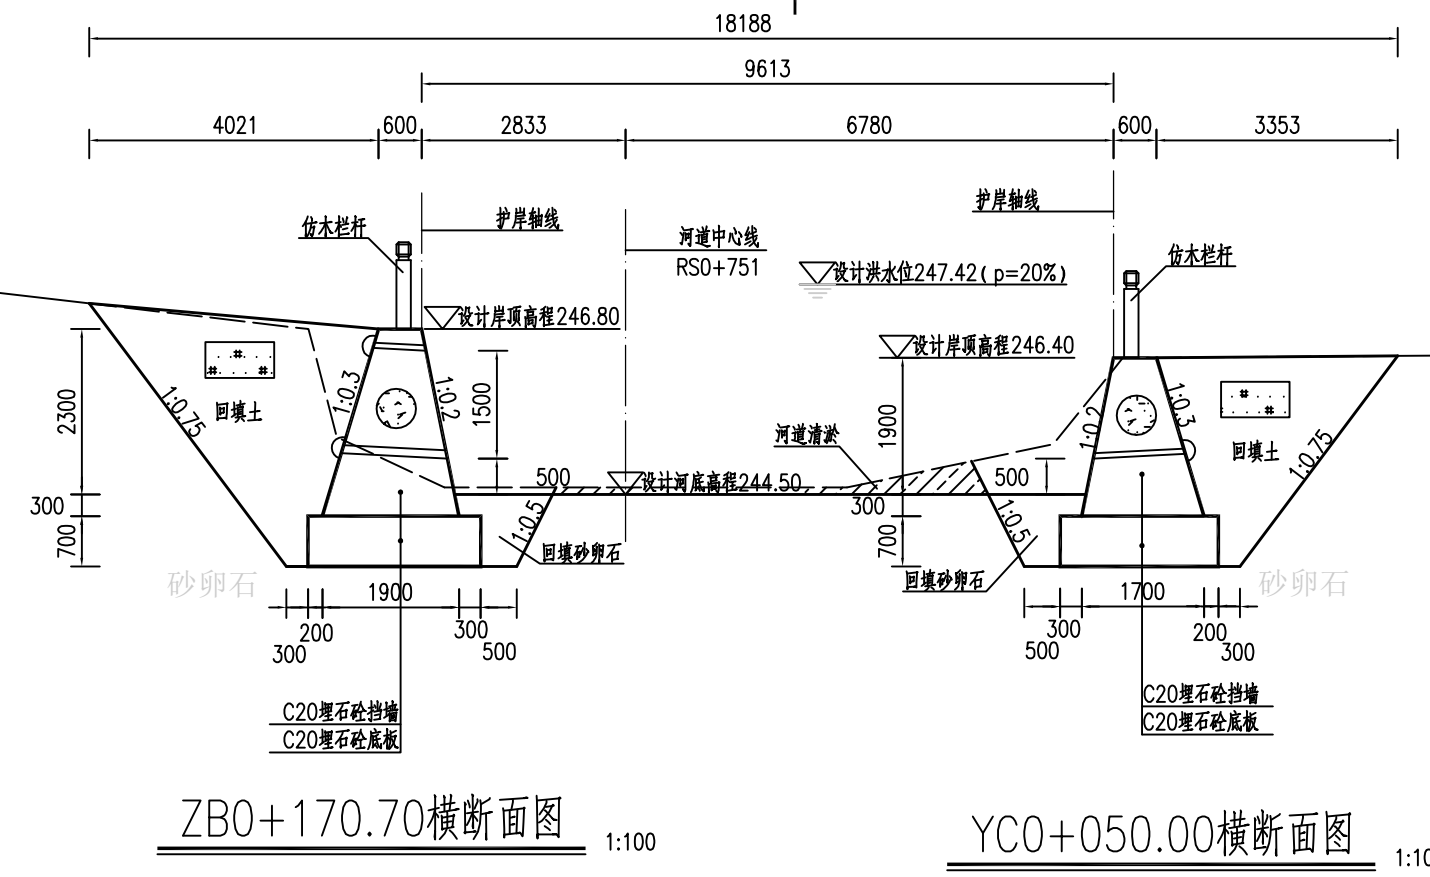 18188
9613
4021
600
2833
6780
600
3353
护岸轴线
护岸轴线
仿木栏杆
河道中心线
RS0+751
设计洪水位247.42(p=20%)
仿木栏杆
设计岸顶高程246.80
设计岸顶高程246.40
1:0.3
1:0.2
1500
2300
1:0.75
回填土
河道清淤
1900
1:0.2
1:0.3
回填土
1:0.75
500
设计河底高程244.50
500
300
300
700
1:0.5
回填砂卵石
700
1:0.5
回填砂卵石
砂卵石
砂卵石
1900
1700
200
300
300
200
300
500
500
300
C20埋石砼挡墙
C20埋石砼底板
C20埋石砼挡墙
C20埋石砼底板
ZB0+170.70横断面图
1:100
YC0+050.00横断面图
1:10